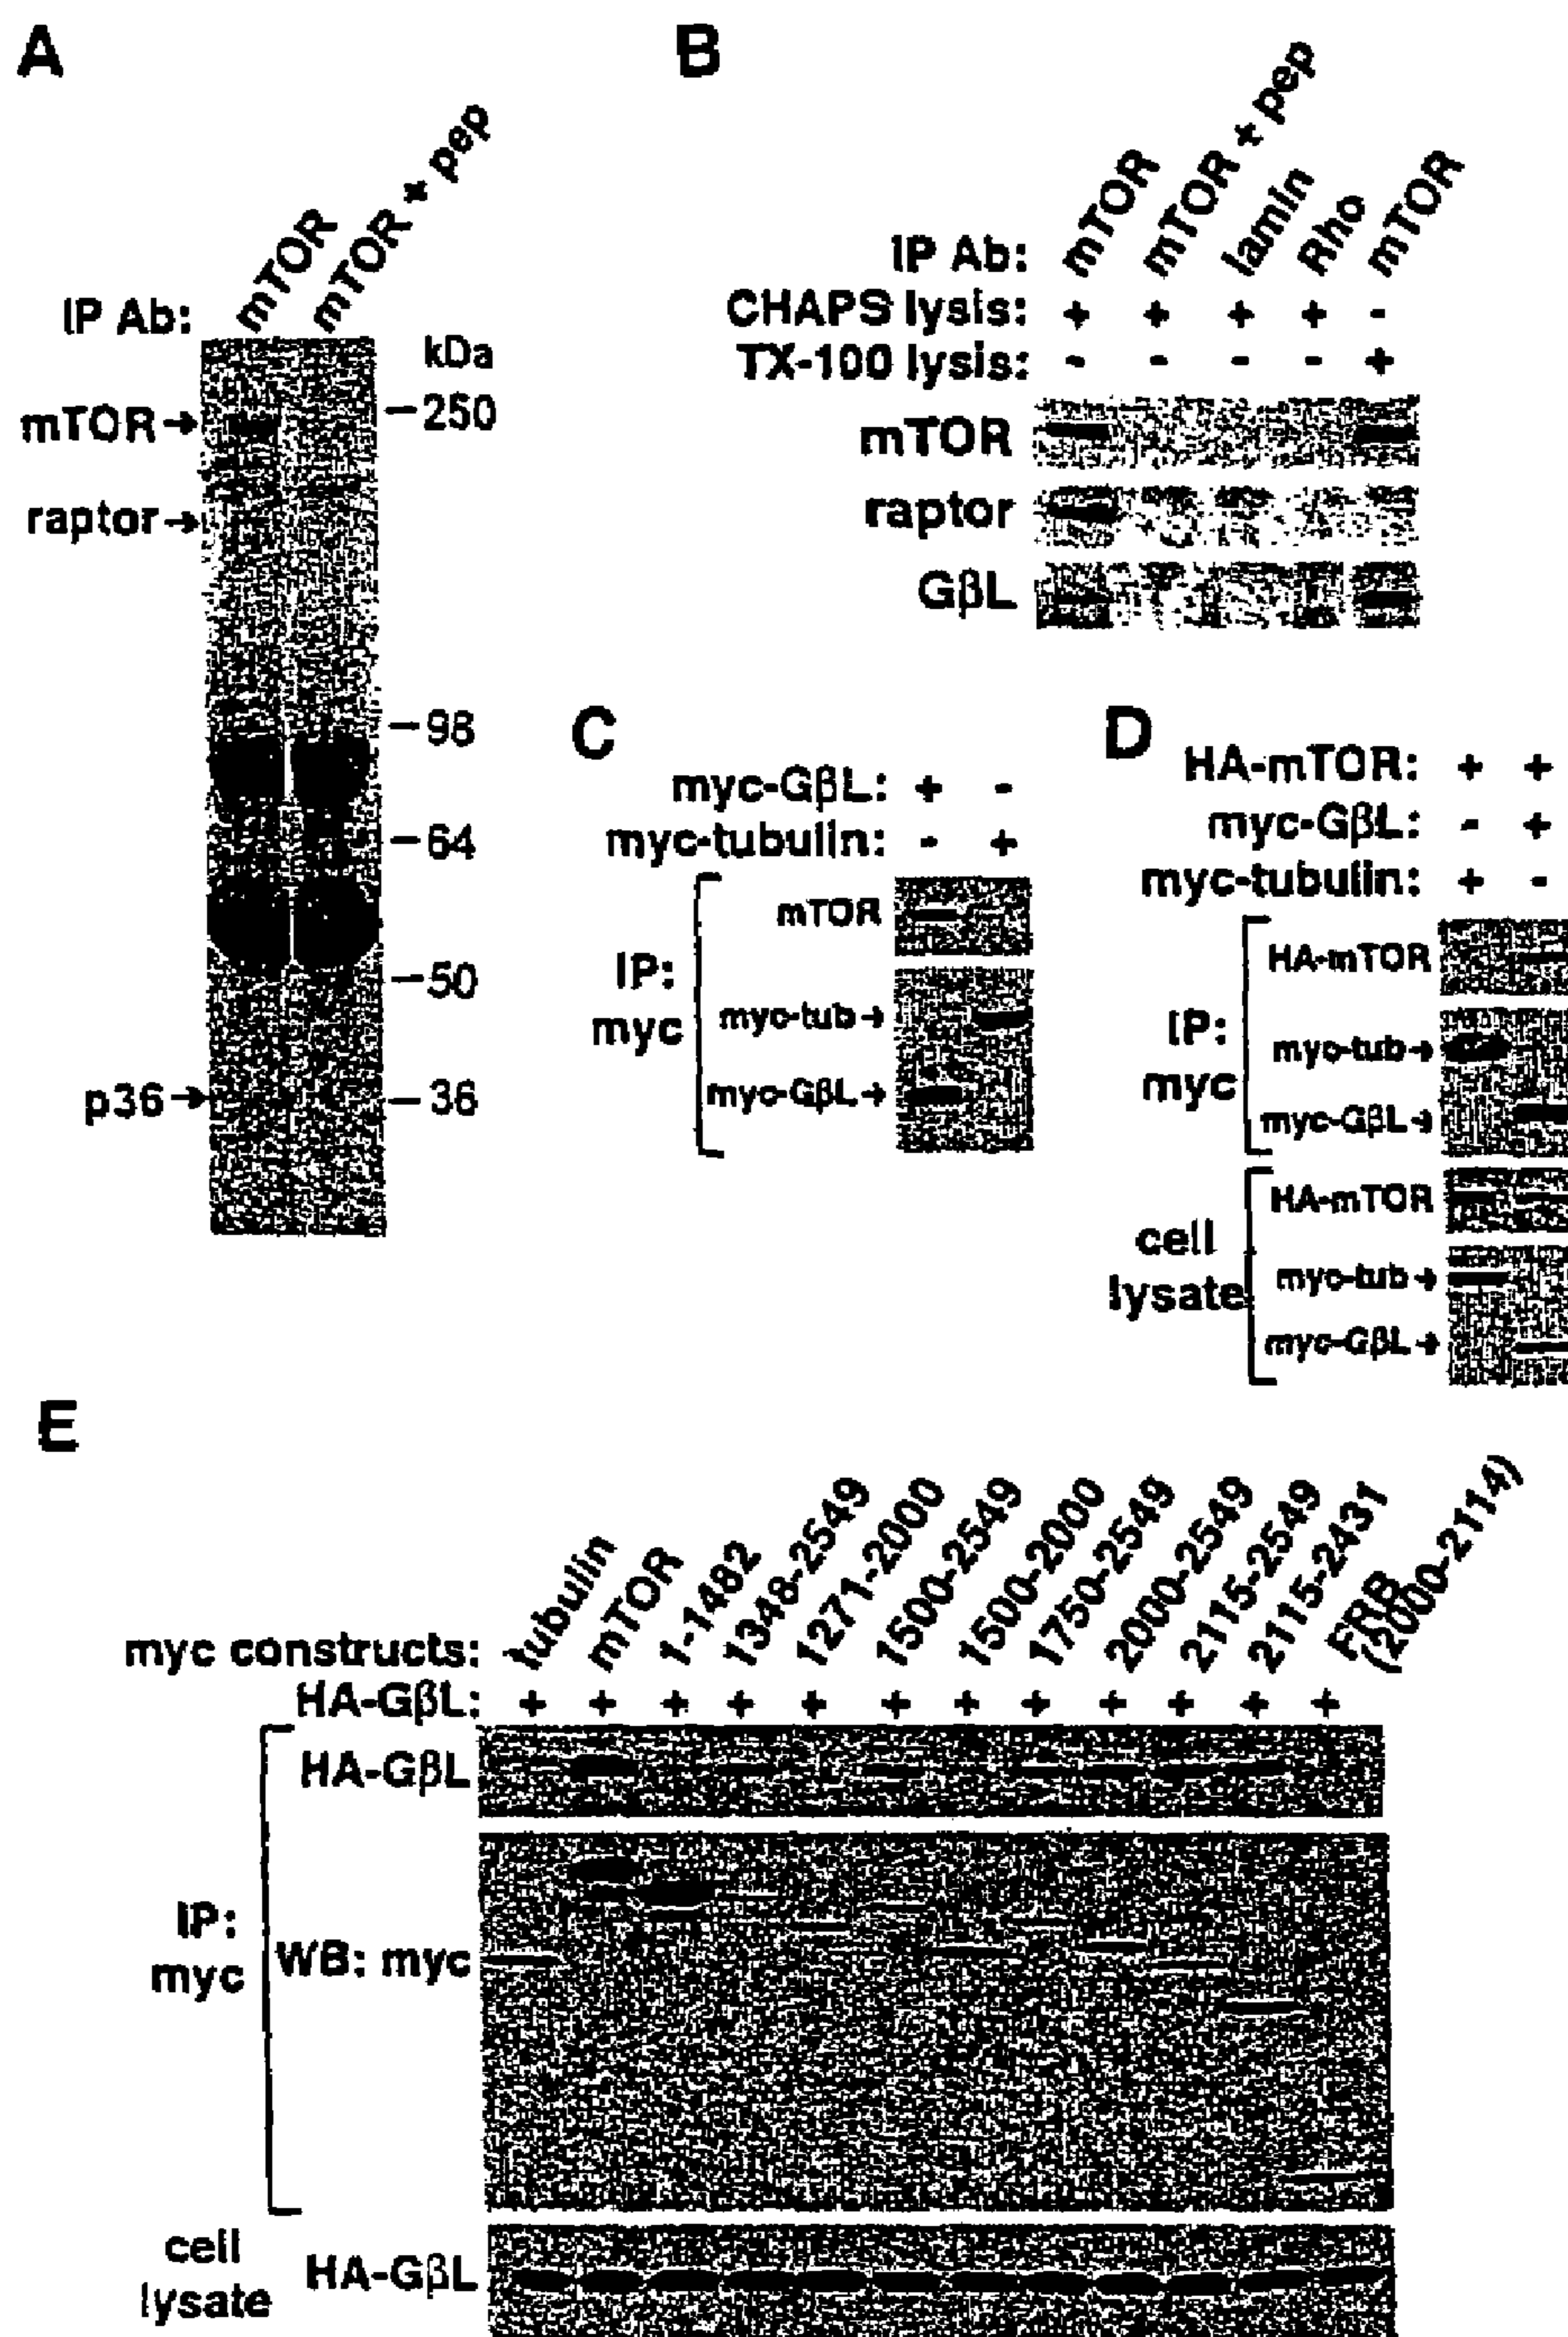 A
IP Ab: mTOR mTOR + pep
kDa
mTOR→ –250
raptor→
–98
–64
–50
p36→ –36
B
IP Ab: mTOR mTOR + pep lamin Rho mTOR
CHAPS lysis: + + + + -
TX-100 lysis: - - - - +
mTOR
raptor
GβL
C
myc-GβL: + -
myc-tubulin: - +
IP: myc
mTOR
myc-tub→
myc-GβL→
D
HA-mTOR: + +
myc-GβL: - +
myc-tubulin: + -
IP: myc
HA-mTOR
myc-tub→
myc-GβL→
cell lysate
HA-mTOR
myc-tub→
myc-GβL→
E
myc constructs: tubulin mTOR 1-1482 1348-2549 1271-2000 1500-2549 1500-2000 1750-2549 2000-2549 2115-2549 2115-2431 FRB (2000-2114)
HA-GβL: + + + + + + + + + + + +
IP: myc
HA-GβL
WB: myc
cell lysate
HA-GβL